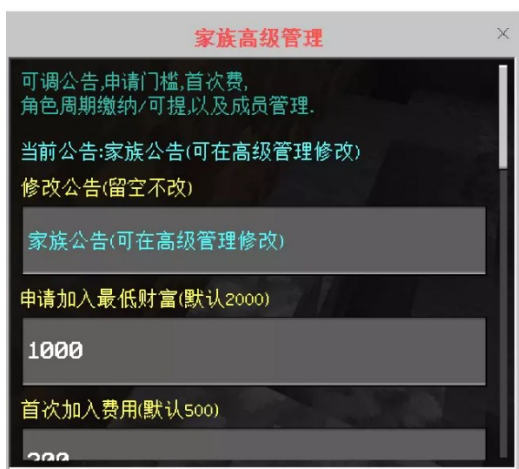 家族高级管理
可调公告,申请门槛,首次费,
角色周期缴纳/可提,以及成员管理.
当前公告:家族公告(可在高级管理修改)
修改公告(留空不改)
家族公告(可在高级管理修改)
申请加入最低财富(默认2000)
1000
首次加入费用(默认500)